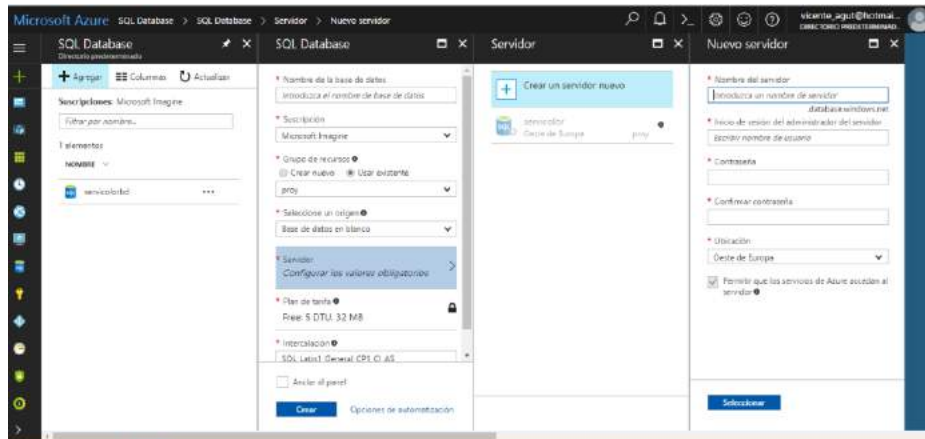 Microsoft Azure SQL Database > SQL Database > Servidor > Nuevo servidor
vicente_agut@hotmai...
DIRECTORIO PREDETERMINAD...
SQL Database
Directorio predeterminado
Agregar Columnas Actualizar
Suscripciones: Microsoft Imagine
Filtrar por nombre...
1 elementos
NOMBRE
servicolorbd
SQL Database
* Nombre de la base de datos
Introduzca el nombre de base de datos
* Suscripción
Microsoft Imagine
* Grupo de recursos
Crear nuevo Usar existente
proy
* Seleccione un origen
Base de datos en blanco
* Servidor
Configurar los valores obligatorios
* Plan de tarifa
Free: 5 DTU, 32 MB
* Intercalación
SQL_Latin1_General_CP1_CI_AS
Anclar al panel
Crear Opciones de automatización
Servidor
Crear un servidor nuevo
servicolor
Oeste de Europa proy
Nuevo servidor
* Nombre del servidor
Introduzca un nombre de servidor
.database.windows.net
* Inicio de sesión del administrador del servidor
Escribir nombre de usuario
* Contraseña
* Confirmar contraseña
* Ubicación
Oeste de Europa
Permitir que los servicios de Azure accedan al
servidor
Seleccionar